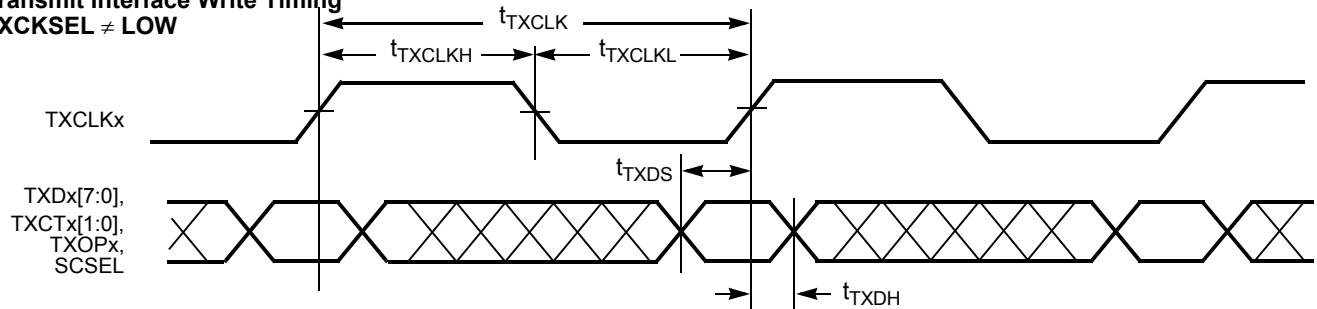 ransmit Interface Write Timing
XCKSEL ≠ LOW
tTXCLK
tTXCLKH
tTXCLKL
TXCLKx
tTXDS
TXDx[7:0],
TXCTx[1:0],
TXOPx,
SCSEL
tTXDH